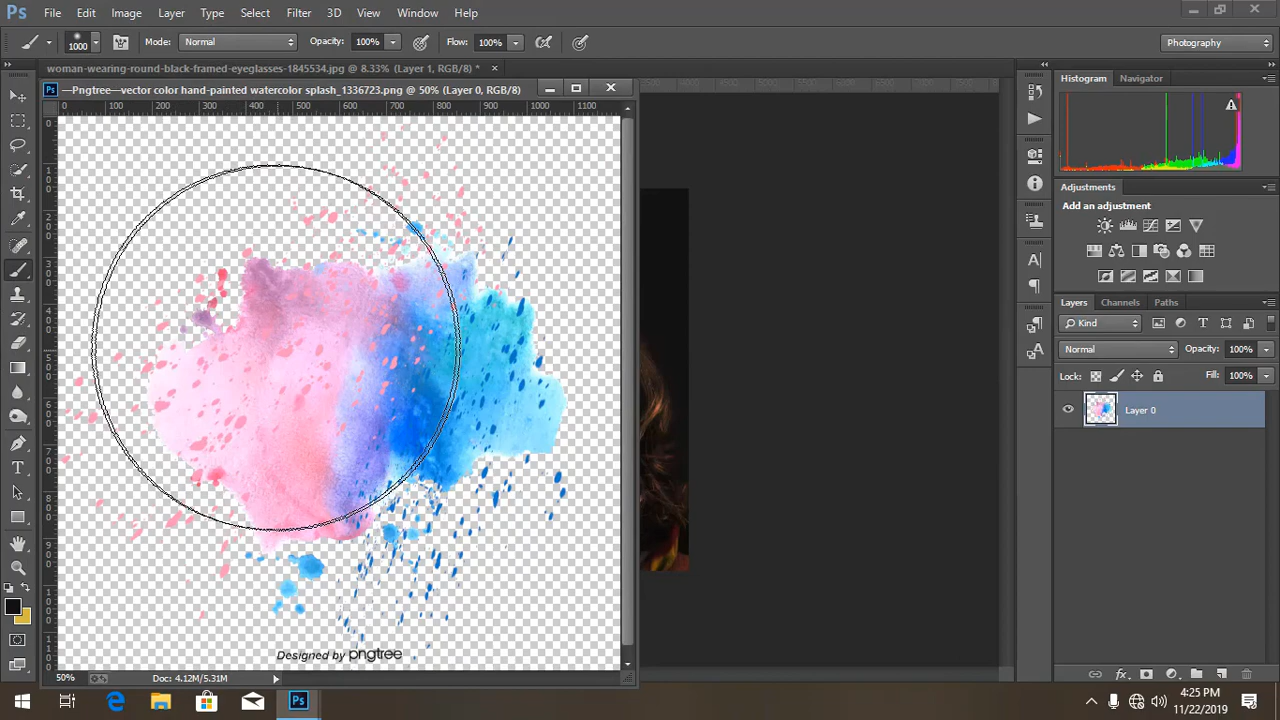 Ps File Edit Image Layer Type Select Filter 3D View Window Help
1000 Mode: Normal Opacity: 100% Flow: 100% Photography
woman-wearing-round-black-framed-eyeglasses-1845534.jpg @ 8.33% (Layer 1, RGB/8) *
Ps —Pngtree—vector color hand-painted watercolor splash_1336723.png @ 50% (Layer 0, RGB/8)
0 100 200 300 400 500 600 700 800 900 1000 1100
Histogram Navigator
Adjustments
Add an adjustment
Layers Channels Paths
Kind
Normal Opacity: 100%
Lock: Fill: 100%
Layer 0
Designed by pngtree
50% Doc: 4.12M/5.31M
Ps
4:25 PM
11/22/2019